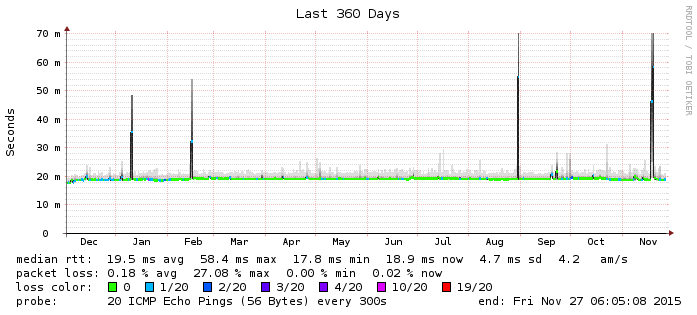 Last 360 Days
RRDTOOL / TOBI OETIKER
Seconds
70 m
60 m
50 m
40 m
30 m
20 m
10 m
0
Dec Jan Feb Mar Apr May Jun Jul Aug Sep Oct Nov
median rtt: 19.5 ms avg 58.4 ms max 17.8 ms min 18.9 ms now 4.7 ms sd 4.2 am/s
packet loss: 0.18 % avg 27.08 % max 0.00 % min 0.02 % now
loss color: 0 1/20 2/20 3/20 4/20 10/20 19/20
probe: 20 ICMP Echo Pings (56 Bytes) every 300s end: Fri Nov 27 06:05:08 2015